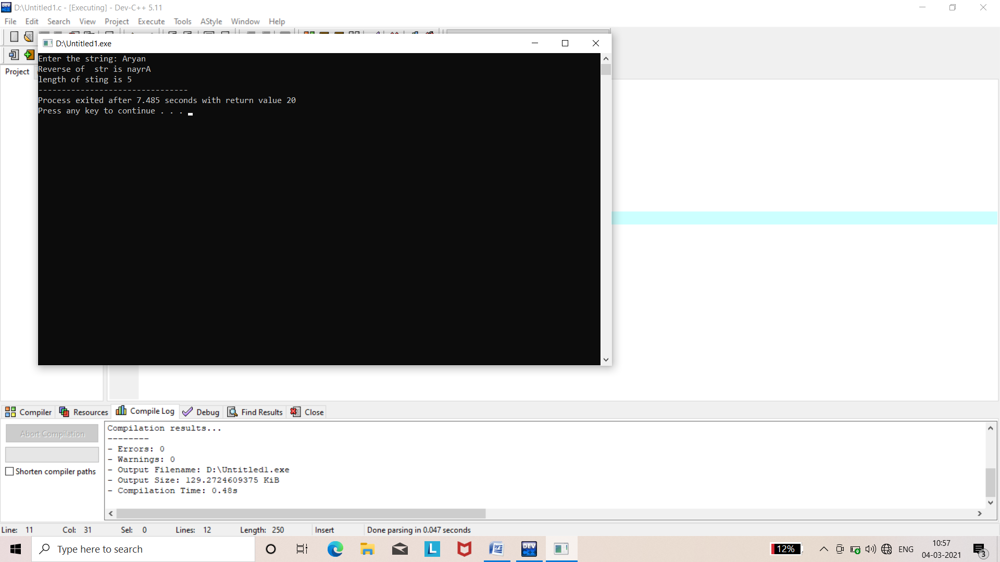 D:\Untitled1.c - [Executing] - Dev-C++ 5.11
File Edit Search View Project Execute Tools AStyle Window Help
D:\Untitled1.exe
Project
Enter the string: Aryan
Reverse of  str is nayrA
length of sting is 5
--------------------------------
Process exited after 7.485 seconds with return value 20
Press any key to continue . . .
Compiler Resources Compile Log Debug Find Results Close
Abort Compilation
Shorten compiler paths
Compilation results...
--------
- Errors: 0
- Warnings: 0
- Output Filename: D:\Untitled1.exe
- Output Size: 129.2724609375 KiB
- Compilation Time: 0.48s
Line: 11 Col: 31 Sel: 0 Lines: 12 Length: 250 Insert Done parsing in 0.047 seconds
Type here to search
L
W
DEV C++
12%
ENG
10:57
04-03-2021
3